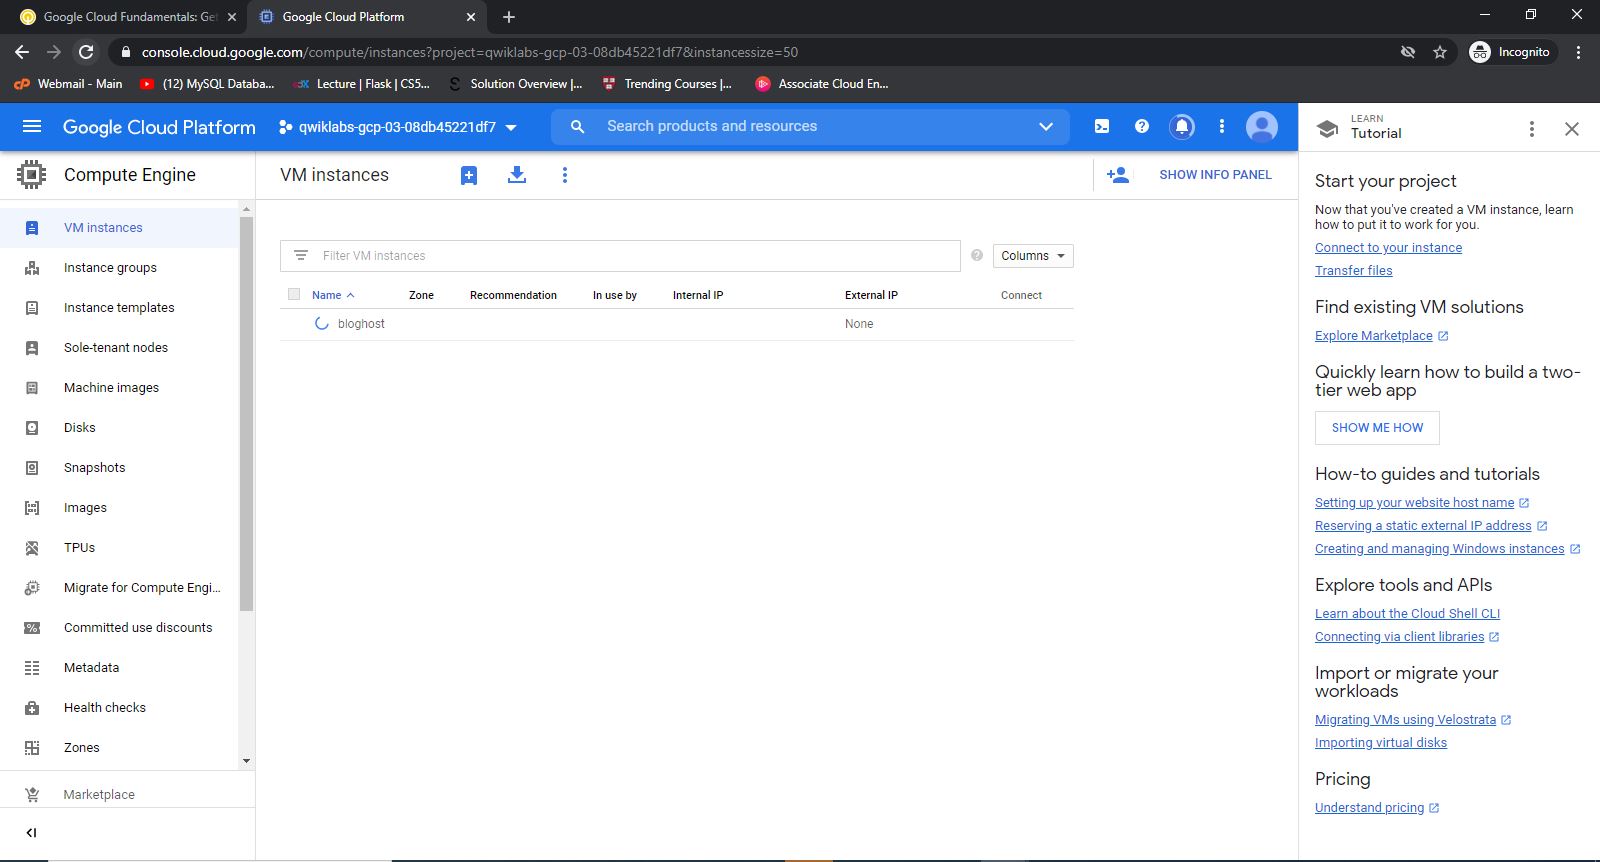 Google Cloud Fundamentals: Get
Google Cloud Platform
console.cloud.google.com/compute/instances?project=qwiklabs-gcp-03-08db45221df7&instancessize=50
Incognito
Webmail - Main
(12) MySQL Databa...
Lecture | Flask | CS5...
Solution Overview |...
Trending Courses |...
Associate Cloud En...
Google Cloud Platform
qwiklabs-gcp-03-08db45221df7
Search products and resources
LEARN
Tutorial
Compute Engine
VM instances
SHOW INFO PANEL
VM instances
Instance groups
Instance templates
Sole-tenant nodes
Machine images
Disks
Snapshots
Images
TPUs
Migrate for Compute Engi...
Committed use discounts
Metadata
Health checks
Zones
Marketplace
Filter VM instances
Columns
Name Zone Recommendation In use by Internal IP External IP Connect
bloghost None
Start your project
Now that you've created a VM instance, learn
how to put it to work for you.
Connect to your instance
Transfer files
Find existing VM solutions
Explore Marketplace
Quickly learn how to build a two-
tier web app
SHOW ME HOW
How-to guides and tutorials
Setting up your website host name
Reserving a static external IP address
Creating and managing Windows instances
Explore tools and APIs
Learn about the Cloud Shell CLI
Connecting via client libraries
Import or migrate your
workloads
Migrating VMs using Velostrata
Importing virtual disks
Pricing
Understand pricing